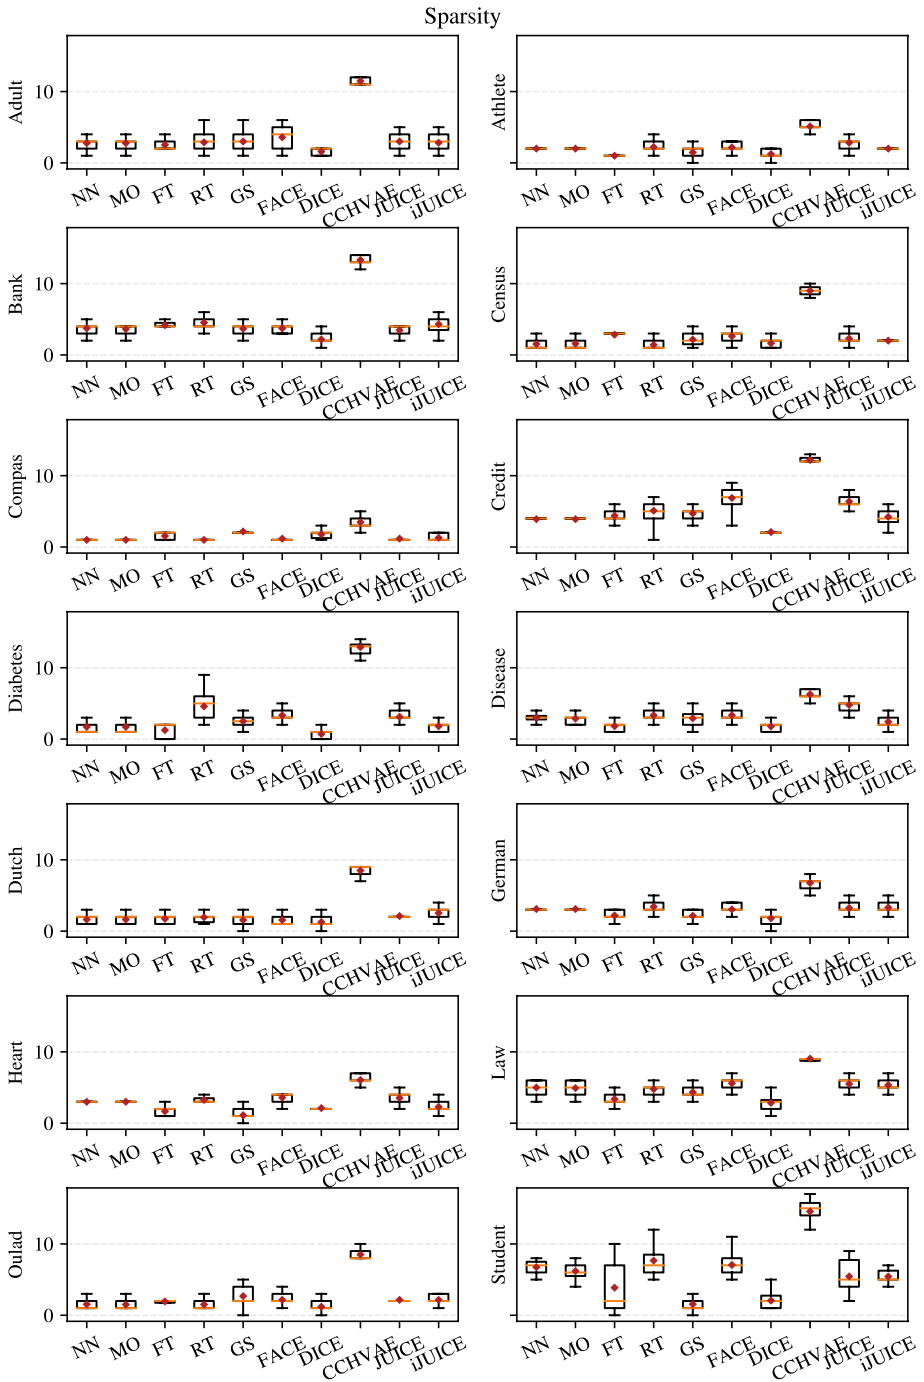 Sparsity
Adult
10
0
NN MO FT RT GS FACE DICE CCHVAE JUICE iJUICE
Athlete
NN MO FT RT GS FACE DICE CCHVAE JUICE iJUICE
Bank
10
0
NN MO FT RT GS FACE DICE CCHVAE JUICE iJUICE
Census
NN MO FT RT GS FACE DICE CCHVAE JUICE iJUICE
Compas
10
0
NN MO FT RT GS FACE DICE CCHVAE JUICE iJUICE
Credit
NN MO FT RT GS FACE DICE CCHVAE JUICE iJUICE
Diabetes
10
0
NN MO FT RT GS FACE DICE CCHVAE JUICE iJUICE
Disease
NN MO FT RT GS FACE DICE CCHVAE JUICE iJUICE
Dutch
10
0
NN MO FT RT GS FACE DICE CCHVAE JUICE iJUICE
German
NN MO FT RT GS FACE DICE CCHVAE JUICE iJUICE
Heart
10
0
NN MO FT RT GS FACE DICE CCHVAE JUICE iJUICE
Law
NN MO FT RT GS FACE DICE CCHVAE JUICE iJUICE
Oulad
10
0
NN MO FT RT GS FACE DICE CCHVAE JUICE iJUICE
Student
NN MO FT RT GS FACE DICE CCHVAE JUICE iJUICE